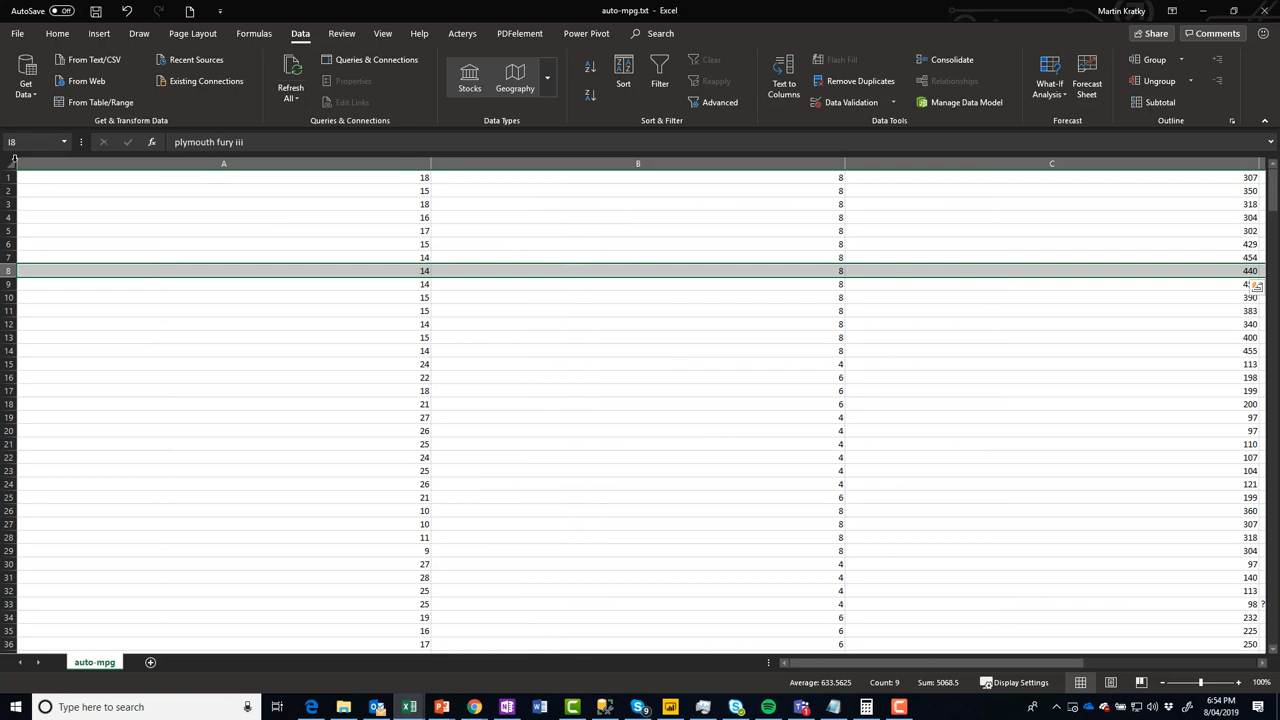 AutoSave Off
auto-mpg.txt - Excel
Martin Kratky
File Home Insert Draw Page Layout Formulas Data Review View Help Acterys PDFelement Power Pivot Search Share Comments
Get Data
From Text/CSV
From Web
From Table/Range
Recent Sources
Existing Connections
Get & Transform Data
Refresh All
Queries & Connections
Properties
Edit Links
Queries & Connections
Stocks
Geography
Data Types
Sort
Filter
Clear
Reapply
Advanced
Sort & Filter
Text to Columns
Flash Fill
Remove Duplicates
Data Validation
Consolidate
Relationships
Manage Data Model
Data Tools
What-If Analysis
Forecast Sheet
Forecast
Group
Ungroup
Subtotal
Outline
I8 fx plymouth fury iii
A B C
1 18 8 307
2 15 8 350
3 18 8 318
4 16 8 304
5 17 8 302
6 15 8 429
7 14 8 454
8 14 8 440
9 14 8
10 15 8 390
11 15 8 383
12 14 8 340
13 15 8 400
14 14 8 455
15 24 4 113
16 22 6 198
17 18 6 199
18 21 6 200
19 27 4 97
20 26 4 97
21 25 4 110
22 24 4 107
23 25 4 104
24 26 4 121
25 21 6 199
26 10 8 360
27 10 8 307
28 11 8 318
29 9 8 304
30 27 4 97
31 28 4 140
32 25 4 113
33 25 4 98 ?
34 19 6 232
35 16 6 225
36 17 6 250
auto-mpg
Average: 633.5625 Count: 9 Sum: 5068.5 Display Settings 100%
Type here to search
6:54 PM
8/04/2019